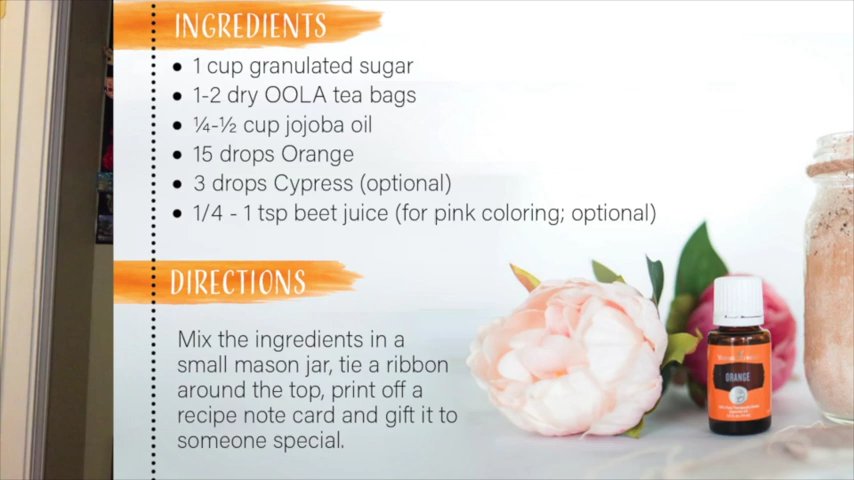 INGREDIENTS
• 1 cup granulated sugar
• 1-2 dry OOLA tea bags
• ¼-½ cup jojoba oil
• 15 drops Orange
• 3 drops Cypress (optional)
• 1/4 - 1 tsp beet juice (for pink coloring; optional)
DIRECTIONS
Mix the ingredients in a
small mason jar, tie a ribbon
around the top, print off a
recipe note card and gift it to
someone special.
YOUNG LIVING
ORANGE